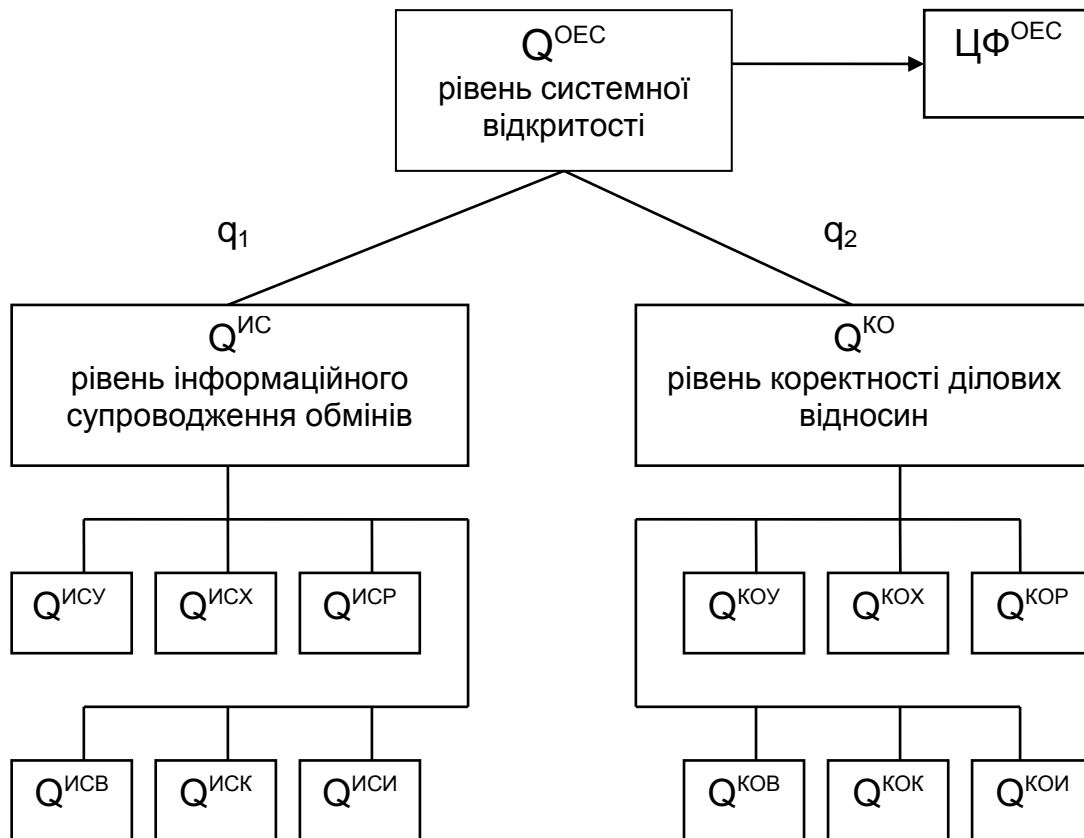 Q^ОЕС
рівень системної
відкритості
ЦФ^ОЕС
q₁
q₂
Q^ИС
рівень інформаційного
супроводження обмінів
Q^КО
рівень коректності ділових
відносин
Q^ИСУ
Q^ИСХ
Q^ИСР
Q^КОУ
Q^КОХ
Q^КОР
Q^ИСВ
Q^ИСК
Q^ИСИ
Q^КОВ
Q^КОК
Q^КОИ